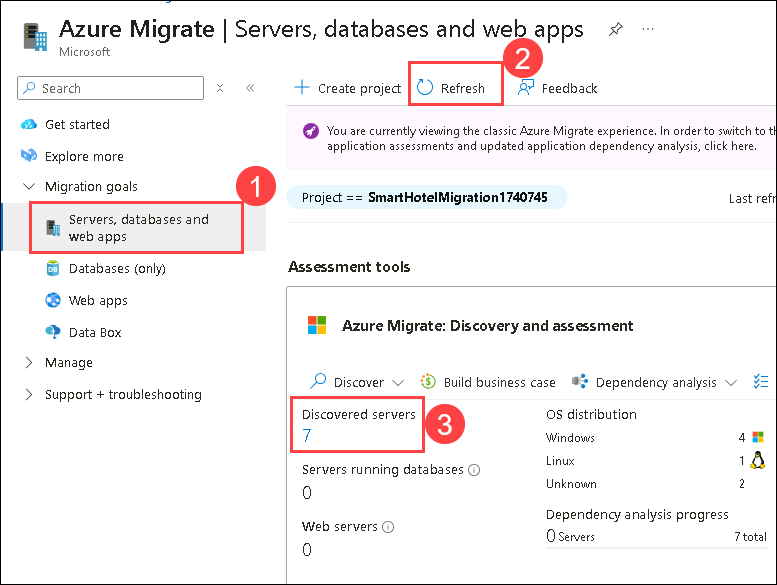 Azure Migrate | Servers, databases and web apps
Microsoft
2
Search
Create project
Refresh
Feedback
Get started
Explore more
Migration goals
1
Servers, databases and
web apps
Databases (only)
Web apps
Data Box
Manage
Support + troubleshooting
You are currently viewing the classic Azure Migrate experience. In order to switch to
application assessments and updated application dependency analysis, click here.
Project == SmartHotelMigration1740745
Last
Assessment tools
Azure Migrate: Discovery and assessment
Discover
Build business case
Dependency analysis
Discovered servers
7
3
Servers running databases
0
Web servers
0
OS distribution
Windows 4
Linux 1
Unknown 2
Dependency analysis progress
0 Servers 7 total